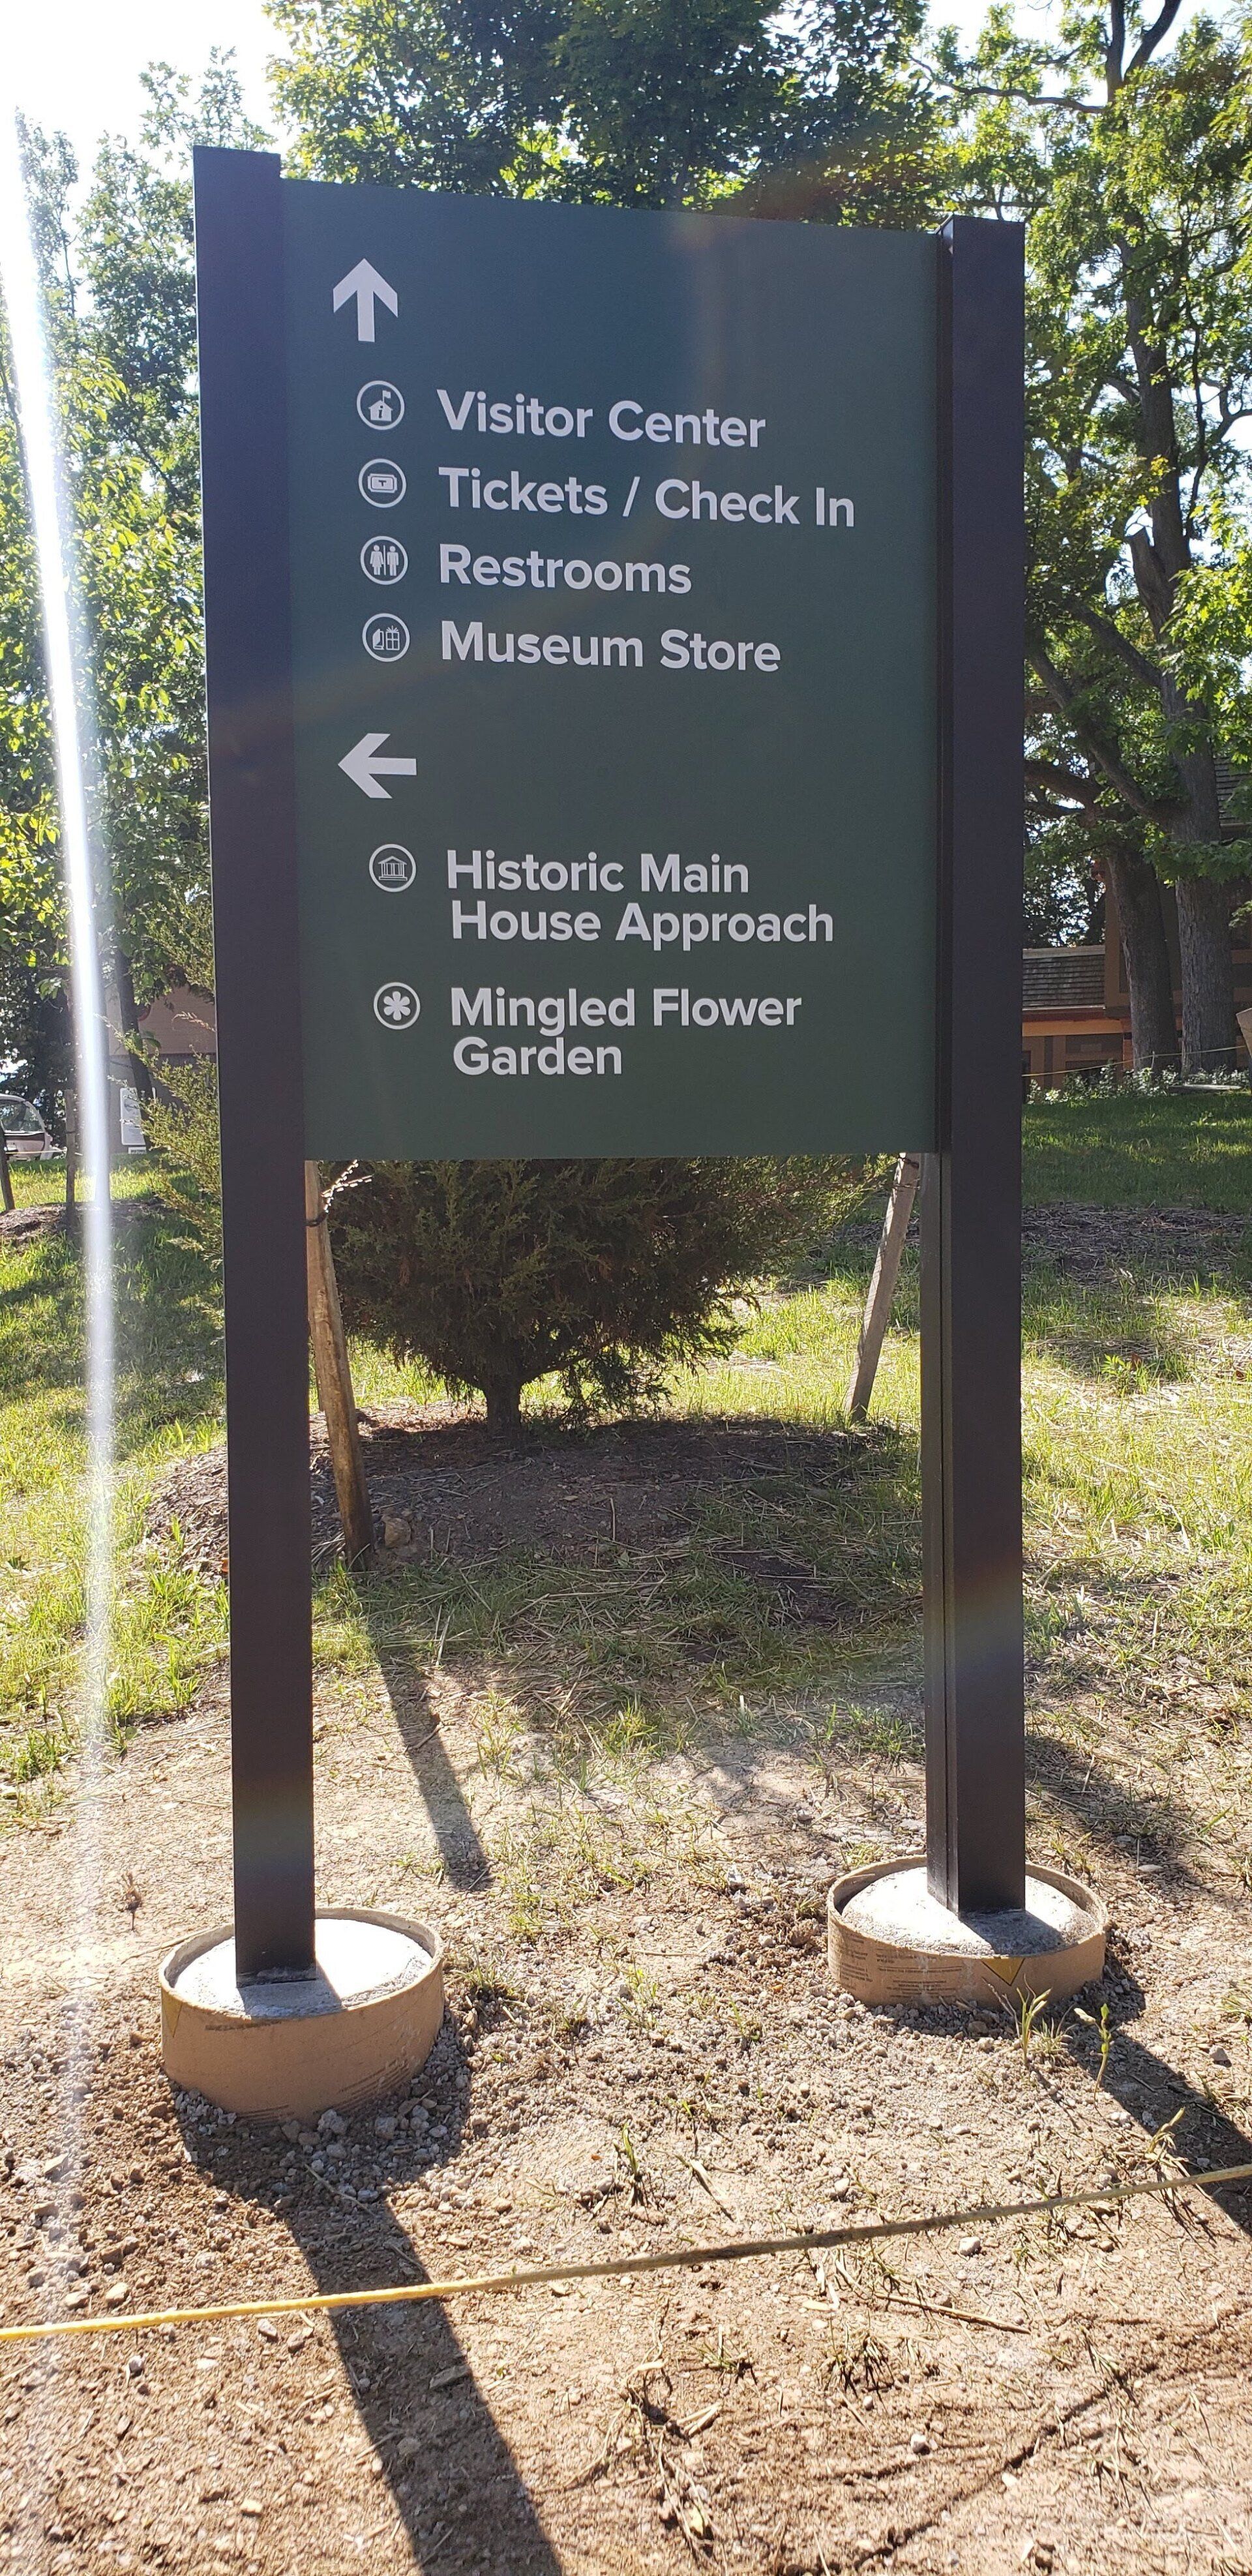 Visitor Center
Tickets / Check In
Restrooms
Museum Store
Historic Main
House Approach
Mingled Flower
Garden